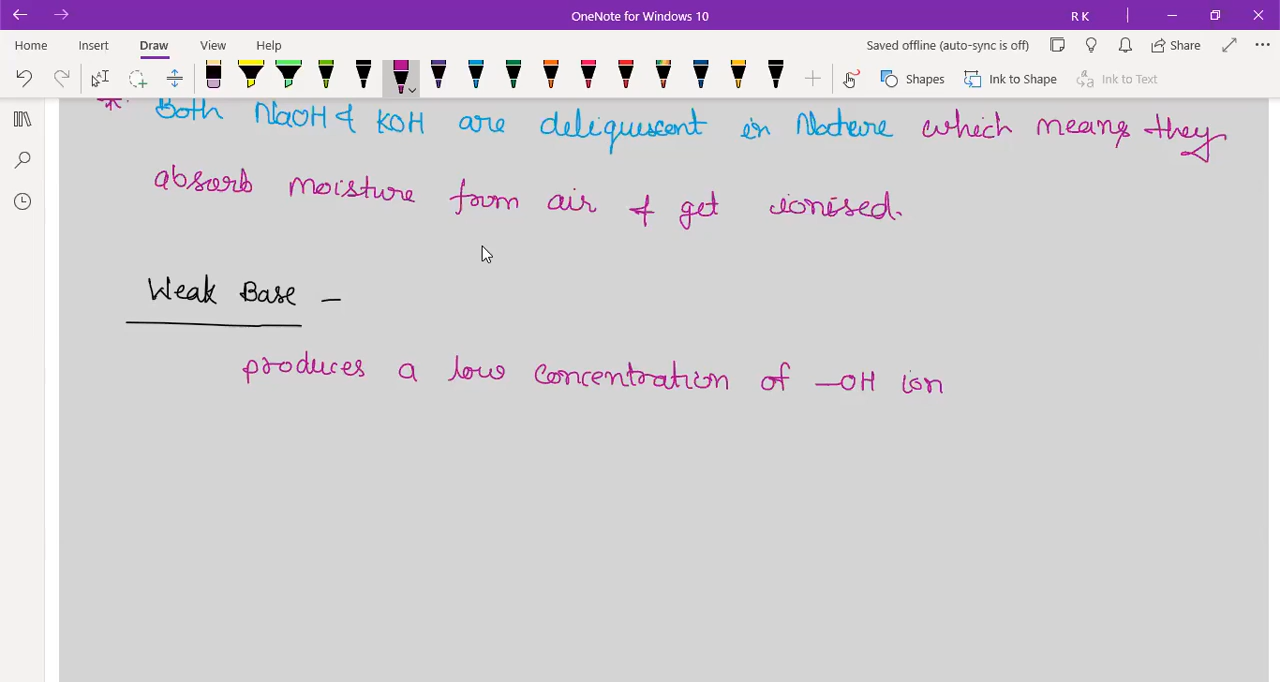 OneNote for Windows 10
R K
Home Insert Draw View Help
Saved offline (auto-sync is off)
Share
Shapes
Ink to Shape
Ink to Text
*. Both NaOH & KOH are deliquescent in Nature which means they
absorb moisture from air & get ionised.
Weak Base –
produces a low concentration of —OH ion